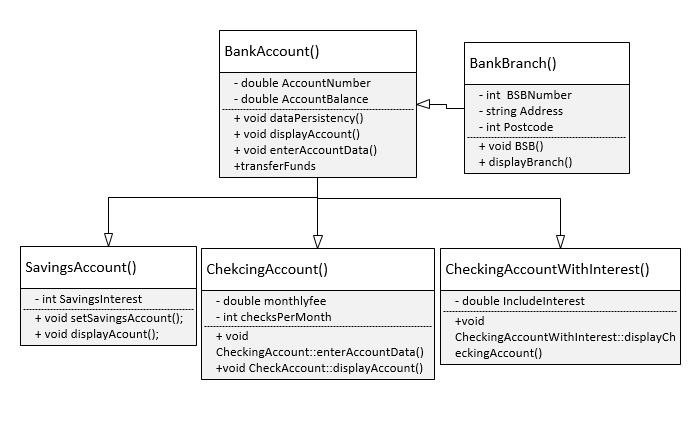 BankAccount()
- double AccountNumber
- double AccountBalance
+ void dataPersistency()
+ void displayAccount()
+ void enterAccountData()
+transferFunds
BankBranch()
- int  BSBNumber
- string Address
- int Postcode
+ void BSB()
+ displayBranch()
SavingsAccount()
- int SavingsInterest
+ void setSavingsAccount();
+ void displayAcount();
ChekcingAccount()
- double monthlyfee
- int checksPerMonth
+ void
CheckingAccount::enterAccountData()
+void CheckAccount::displayAccount()
CheckingAccountWithInterest()
- double IncludeInterest
+void
CheckingAccountWithInterest::displayCh
eckingAccount()